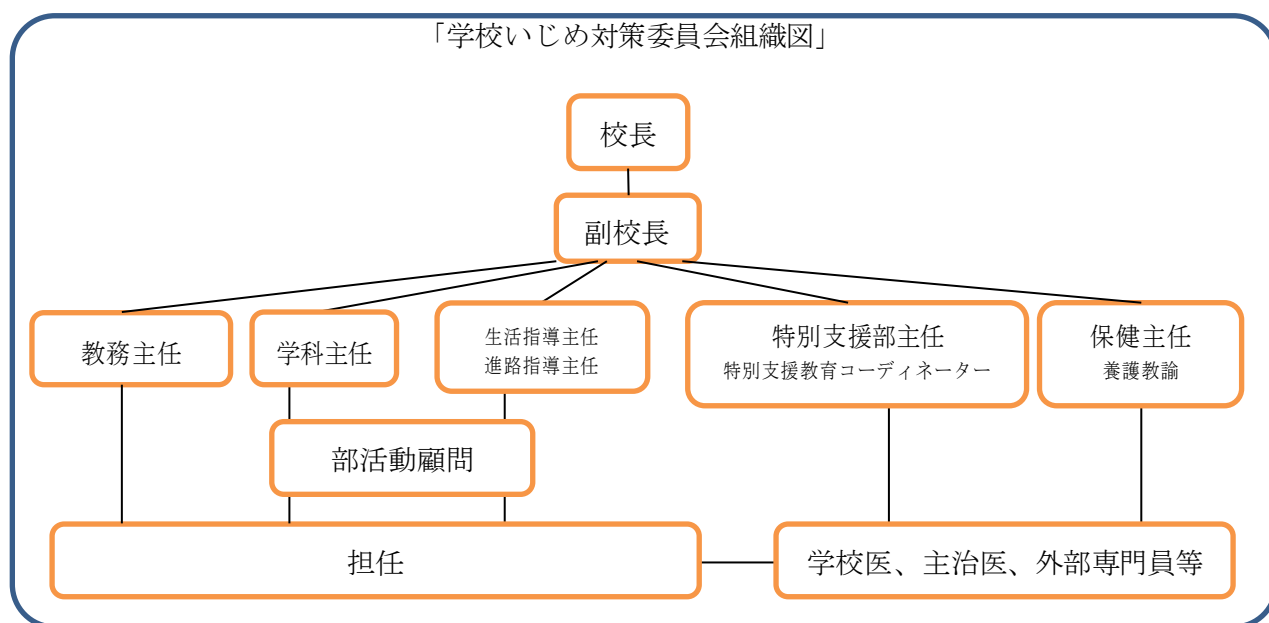 「学校いじめ対策委員会組織図」
校長
副校長
教務主任
学科主任
生活指導主任
進路指導主任
特別支援部主任
特別支援教育コーディネーター
保健主任
養護教諭
部活動顧問
担任
学校医、主治医、外部専門員等